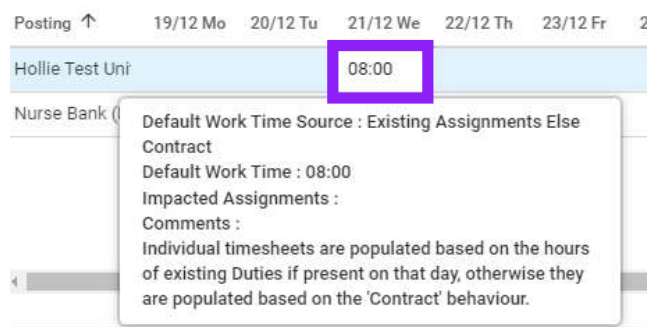 Posting ↑ 19/12 Mo 20/12 Tu 21/12 We 22/12 Th 23/12 Fr 2
Hollie Test Uni 08:00
Nurse Bank (
Default Work Time Source : Existing Assignments Else
Contract
Default Work Time : 08:00
Impacted Assignments :
Comments :
Individual timesheets are populated based on the hours
of existing Duties if present on that day, otherwise they
are populated based on the 'Contract' behaviour.